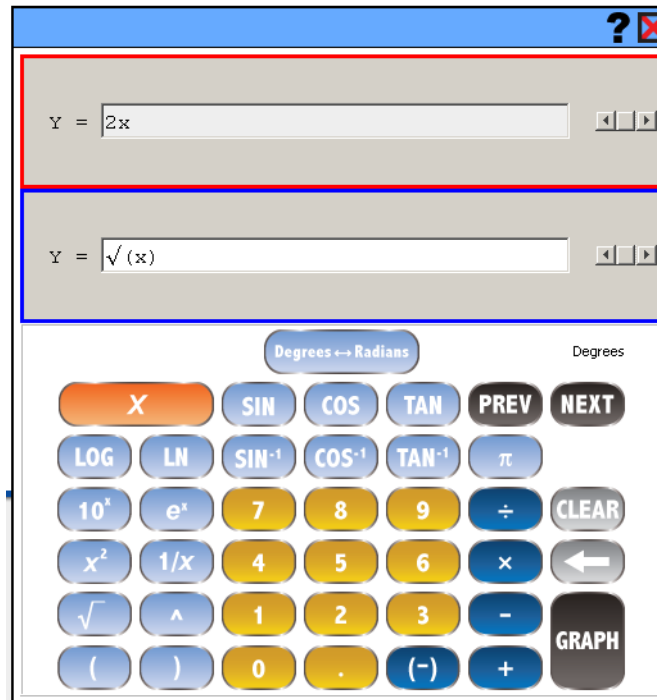 ?
Y = 2x
Y = √(x)
Degrees↔Radians Degrees
X SIN COS TAN PREV NEXT
LOG LN SIN⁻¹ COS⁻¹ TAN⁻¹ π
10ˣ eˣ 7 8 9 ÷ CLEAR
x² 1/x 4 5 6 ×
√ ^ 1 2 3 −
GRAPH
( ) 0 . (−) +